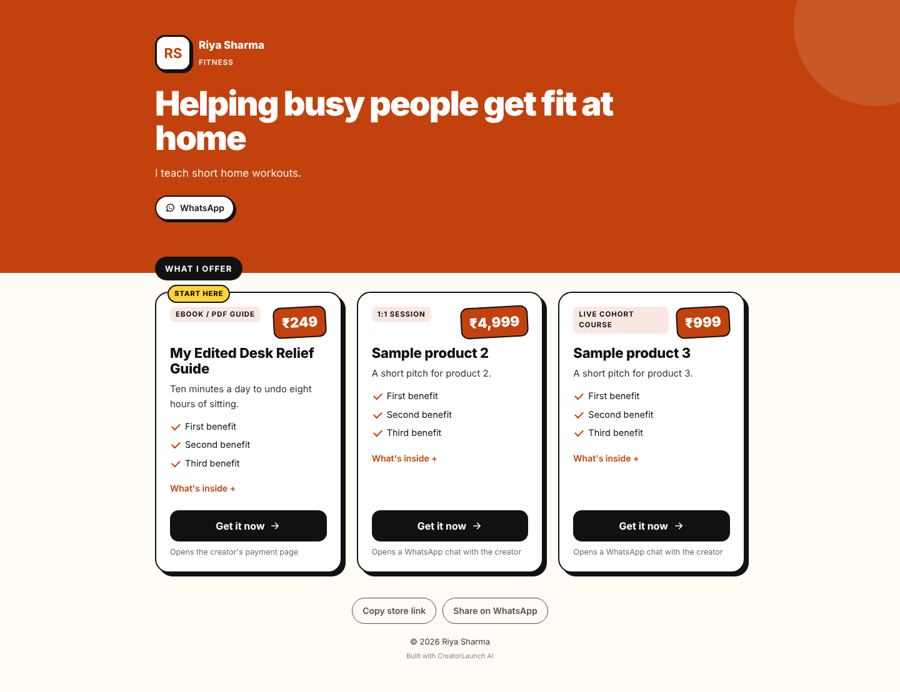 RS
Riya Sharma
FITNESS
Helping busy people get fit at
home
I teach short home workouts.
WhatsApp
WHAT I OFFER
START HERE
EBOOK / PDF GUIDE
₹249
My Edited Desk Relief
Guide
Ten minutes a day to undo eight
hours of sitting.
First benefit
Second benefit
Third benefit
What's inside +
Get it now →
Opens the creator's payment page
1:1 SESSION
₹4,999
Sample product 2
A short pitch for product 2.
First benefit
Second benefit
Third benefit
What's inside +
Get it now →
Opens a WhatsApp chat with the creator
LIVE COHORT
COURSE
₹999
Sample product 3
A short pitch for product 3.
First benefit
Second benefit
Third benefit
What's inside +
Get it now →
Opens a WhatsApp chat with the creator
Copy store link
Share on WhatsApp
© 2026 Riya Sharma
Built with CreatorLaunch AI